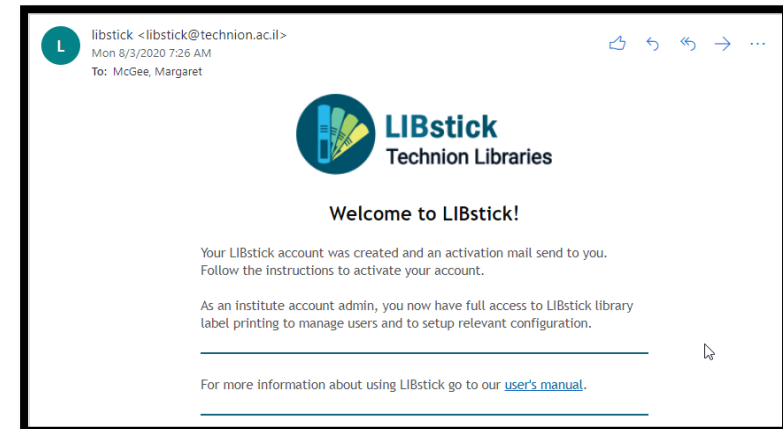 L
libstick <libstick@technion.ac.il>
Mon 8/3/2020 7:26 AM
To: McGee, Margaret
LIBstick
Technion Libraries
Welcome to LIBstick!
Your LIBstick account was created and an activation mail send to you.
Follow the instructions to activate your account.
As an institute account admin, you now have full access to LIBstick library
label printing to manage users and to setup relevant configuration.
For more information about using LIBstick go to our user's manual.